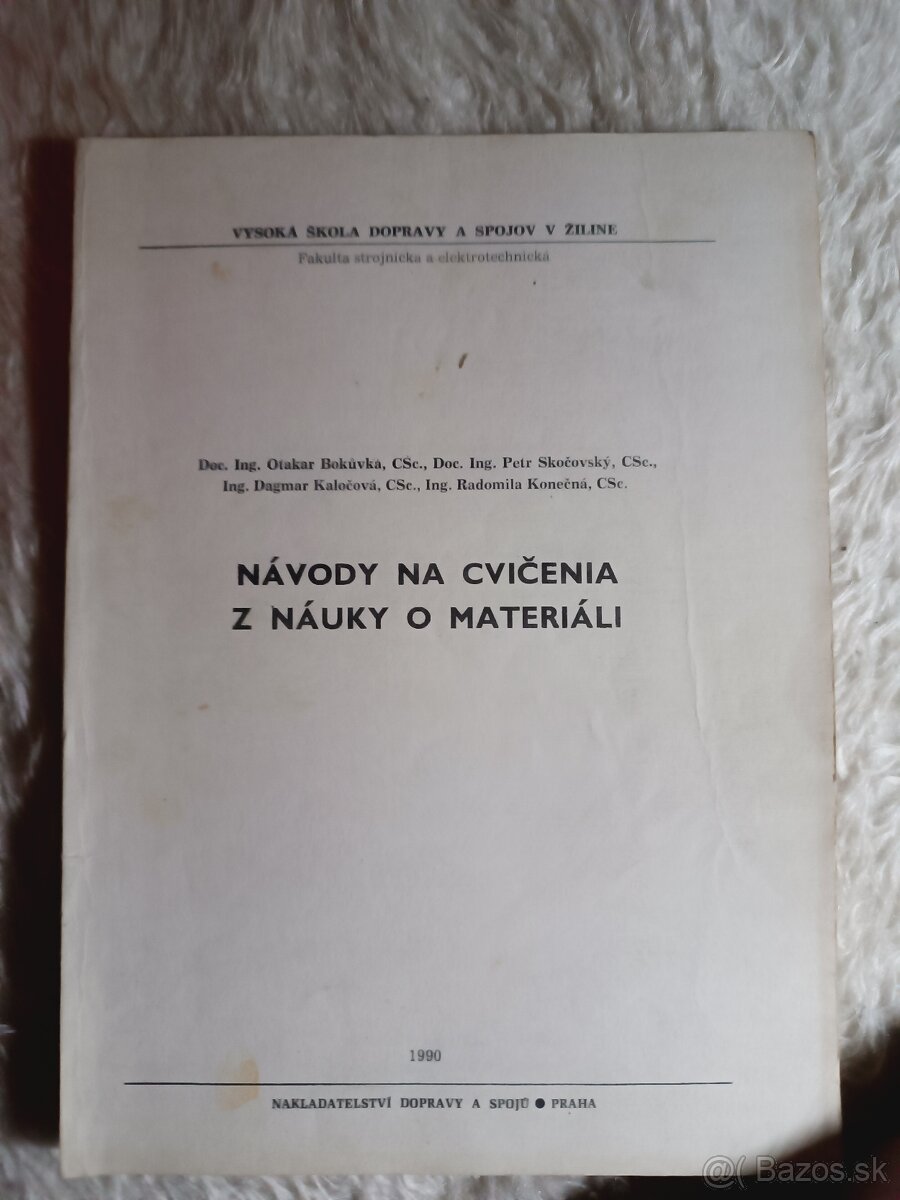 VYSOKÁ ŠKOLA DOPRAVY A SPOJOV V ŽILINE
Fakulta strojnícka a elektrotechnická
Doc. Ing. Otakar Bokůvka, CSc., Doc. Ing. Petr Skočovský, CSc.,
Ing. Dagmar Kaločová, CSc., Ing. Radomila Konečná, CSc.
NÁVODY NA CVIČENIA
Z NÁUKY O MATERIÁLI
1990
NAKLADATELSTVÍ DOPRAVY A SPOJŮ ● PRAHA
@( Bazos.sk